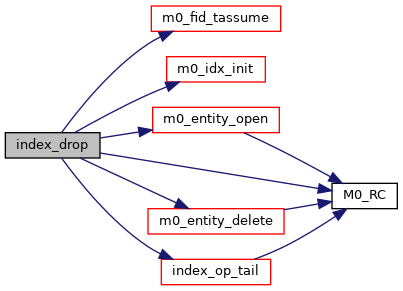 m0_fid_tassume
m0_idx_init
m0_entity_open
index_drop
M0_RC
m0_entity_delete
index_op_tail